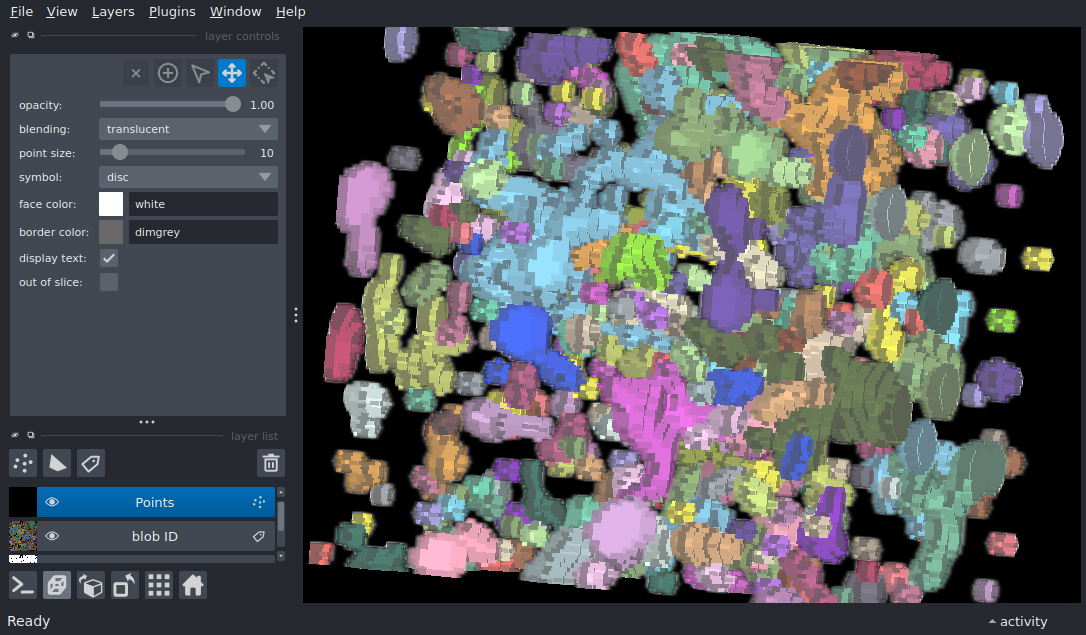 File View Layers Plugins Window Help
layer controls
opacity: 1.00
blending: translucent
point size: 10
symbol: disc
face color: white
border color: dimgrey
display text:
out of slice:
layer list
Points
blob ID
Ready
activity